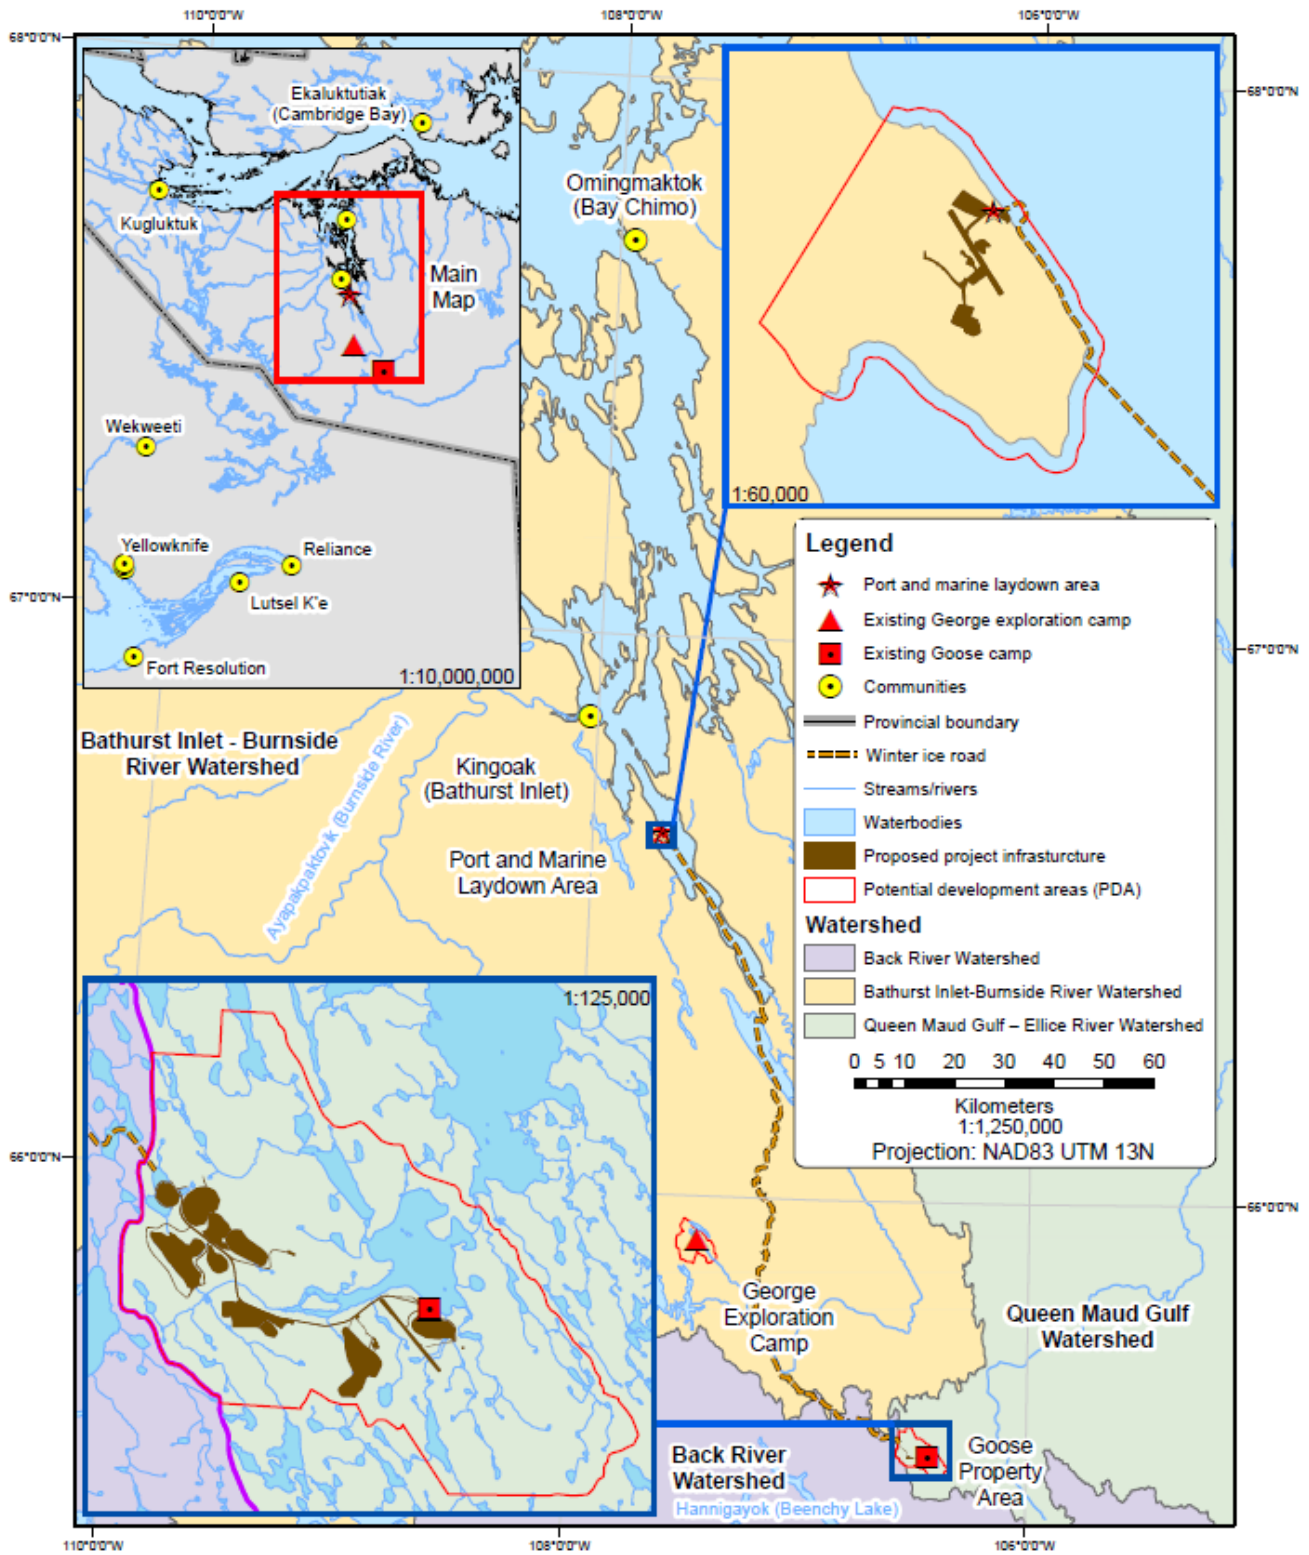 110°0'0"W
108°0'0"W
106°0'0"W
68°0'0"N
68°0'0"N
Ekaluktutiak
(Cambridge Bay)
Kugluktuk
Main
Map
Wekweeti
Yellowknife
Reliance
Lutsel K'e
Fort Resolution
1:10,000,000
Omingmaktok
(Bay Chimo)
1:60,000
67°0'0"N
67°0'0"N
Legend
Port and marine laydown area
Existing George exploration camp
Existing Goose camp
Communities
Provincial boundary
Winter ice road
Streams/rivers
Waterbodies
Proposed project infrasturcture
Potential development areas (PDA)
Watershed
Back River Watershed
Bathurst Inlet-Burnside River Watershed
Queen Maud Gulf – Ellice River Watershed
0 5 10 20 30 40 50 60
Kilometers
1:1,250,000
Projection: NAD83 UTM 13N
Bathurst Inlet - Burnside
River Watershed
Ayapakpaktovik (Burnside River)
Kingoak
(Bathurst Inlet)
Port and Marine
Laydown Area
1:125,000
66°0'0"N
66°0'0"N
George
Exploration
Camp
Queen Maud Gulf
Watershed
Back River
Watershed
Hannigayok (Beenchy Lake)
Goose
Property
Area
110°0'0"W
108°0'0"W
106°0'0"W